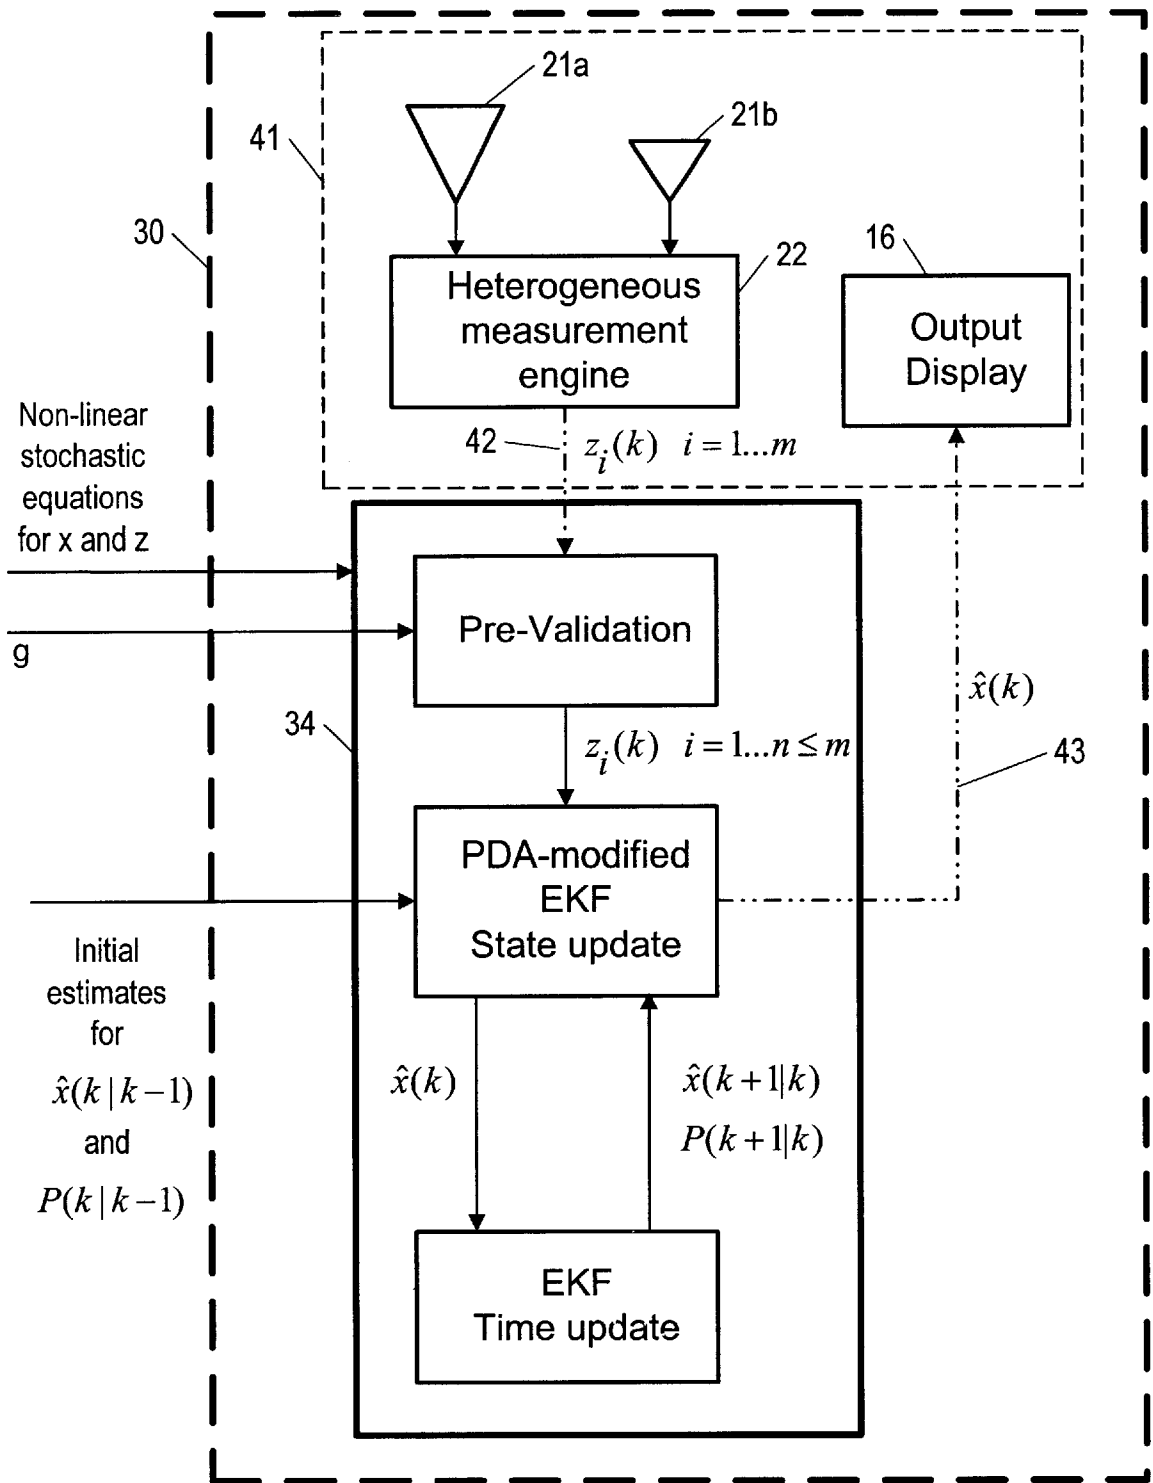 21a
21b
41
30
22
16
Heterogeneous
measurement
engine
Output
Display
Non-linear
stochastic
equations
for x and z
42
z_i(k) i = 1...m
g
Pre-Validation
x̂(k)
34
z_i(k) i = 1...n ≤ m
43
PDA-modified
EKF
State update
Initial
estimates
for
x̂(k | k−1)
and
P(k | k−1)
x̂(k)
x̂(k+1|k)
P(k+1|k)
EKF
Time update